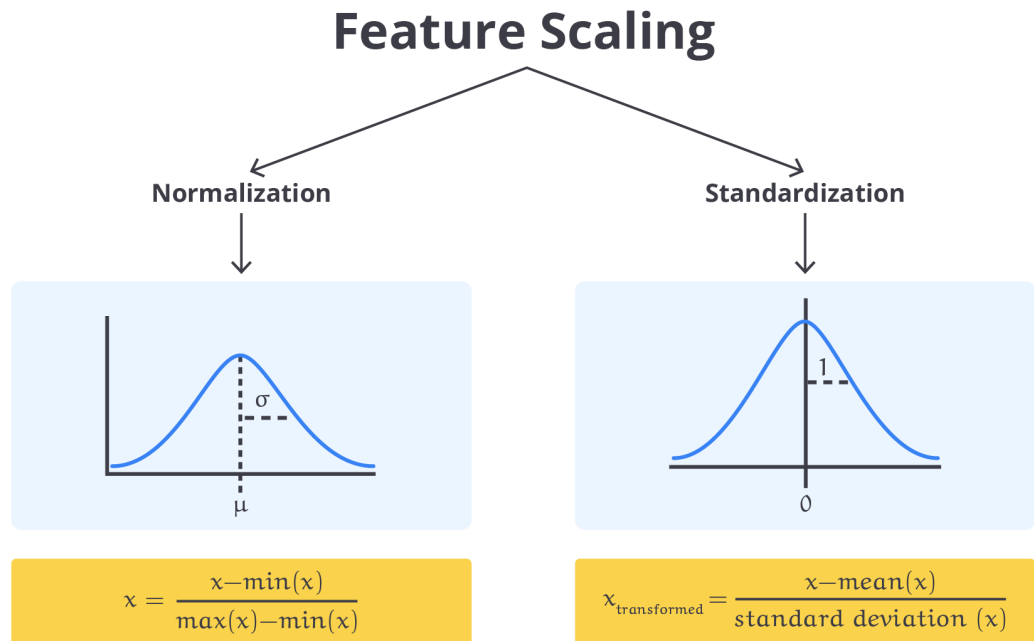 Feature Scaling
Normalization
Standardization
σ
μ
1
0
x = x−min(x) / max(x)−min(x)
x_transformed = x−mean(x) / standard deviation (x)